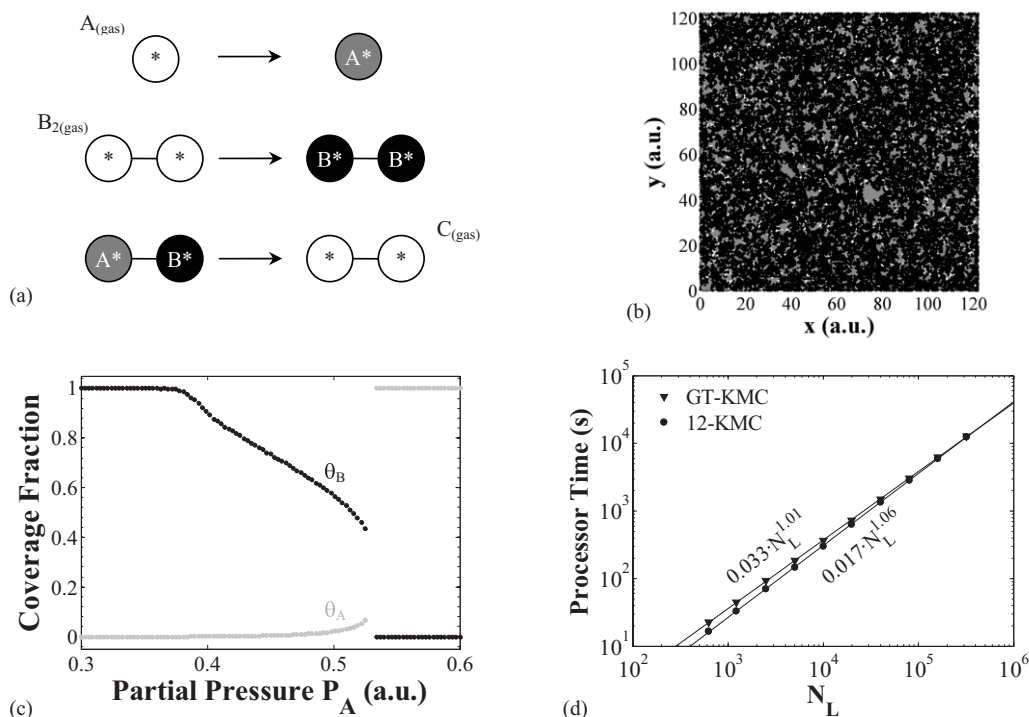 A(gas)
* A*
B2(gas)
* * B* B*
C(gas)
A* B* * *
(a)
120
100
80
60
40
20
0
y (a.u.)
0 20 40 60 80 100 120
x (a.u.)
(b)
1
0.8
0.6
0.4
0.2
0
Coverage Fraction
θB
θA
0.3 0.4 0.5 0.6
Partial Pressure PA (a.u.)
(c)
10^5
10^4
10^3
10^2
10^1
Processor Time (s)
GT-KMC
12-KMC
0.033·NL^1.01
0.017·NL^1.06
10^2 10^3 10^4 10^5 10^6
NL
(d)